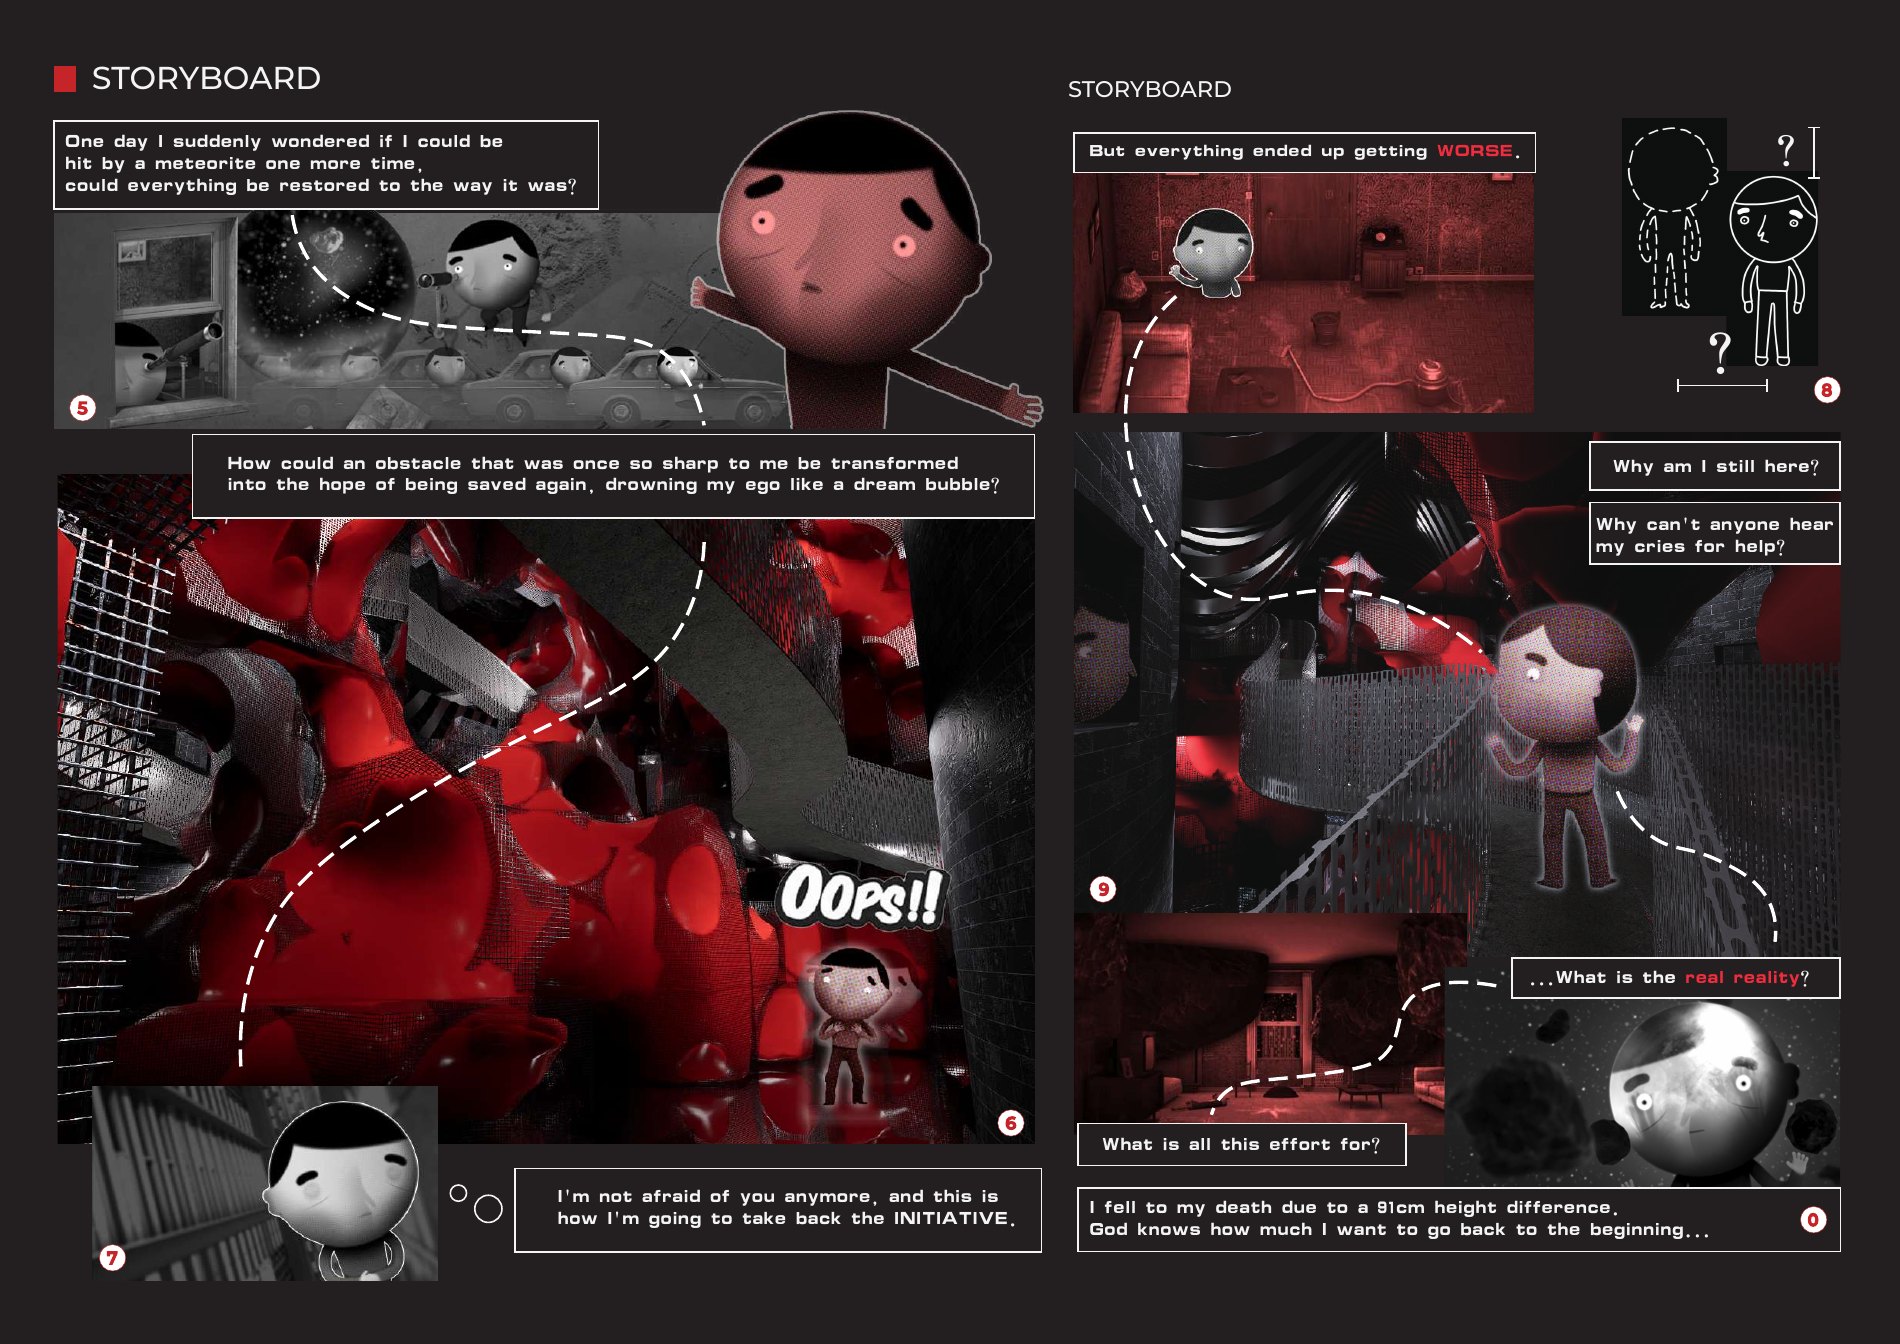 STORYBOARD
One day I suddenly wondered if I could be
hit by a meteorite one more time,
could everything be restored to the way it was?
5
How could an obstacle that was once so sharp to me be transformed
into the hope of being saved again, drowning my ego like a dream bubble?
OOPS!!
6
7
I'm not afraid of you anymore, and this is
how I'm going to take back the INITIATIVE.
STORYBOARD
But everything ended up getting WORSE.
?
?
8
Why am I still here?
Why can't anyone hear
my cries for help?
9
...What is the real reality?
What is all this effort for?
I fell to my death due to a 91cm height difference.
God knows how much I want to go back to the beginning...
0